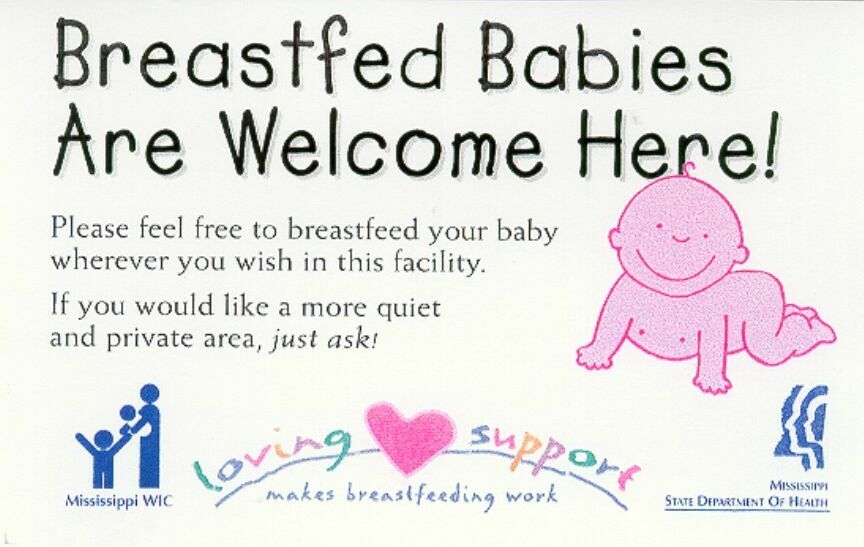 Breastfed Babies
Are Welcome Here!
Please feel free to breastfeed your baby
wherever you wish in this facility.
If you would like a more quiet
and private area, just ask!
Mississippi WIC
loving support
makes breastfeeding work
MISSISSIPPI
STATE DEPARTMENT OF HEALTH